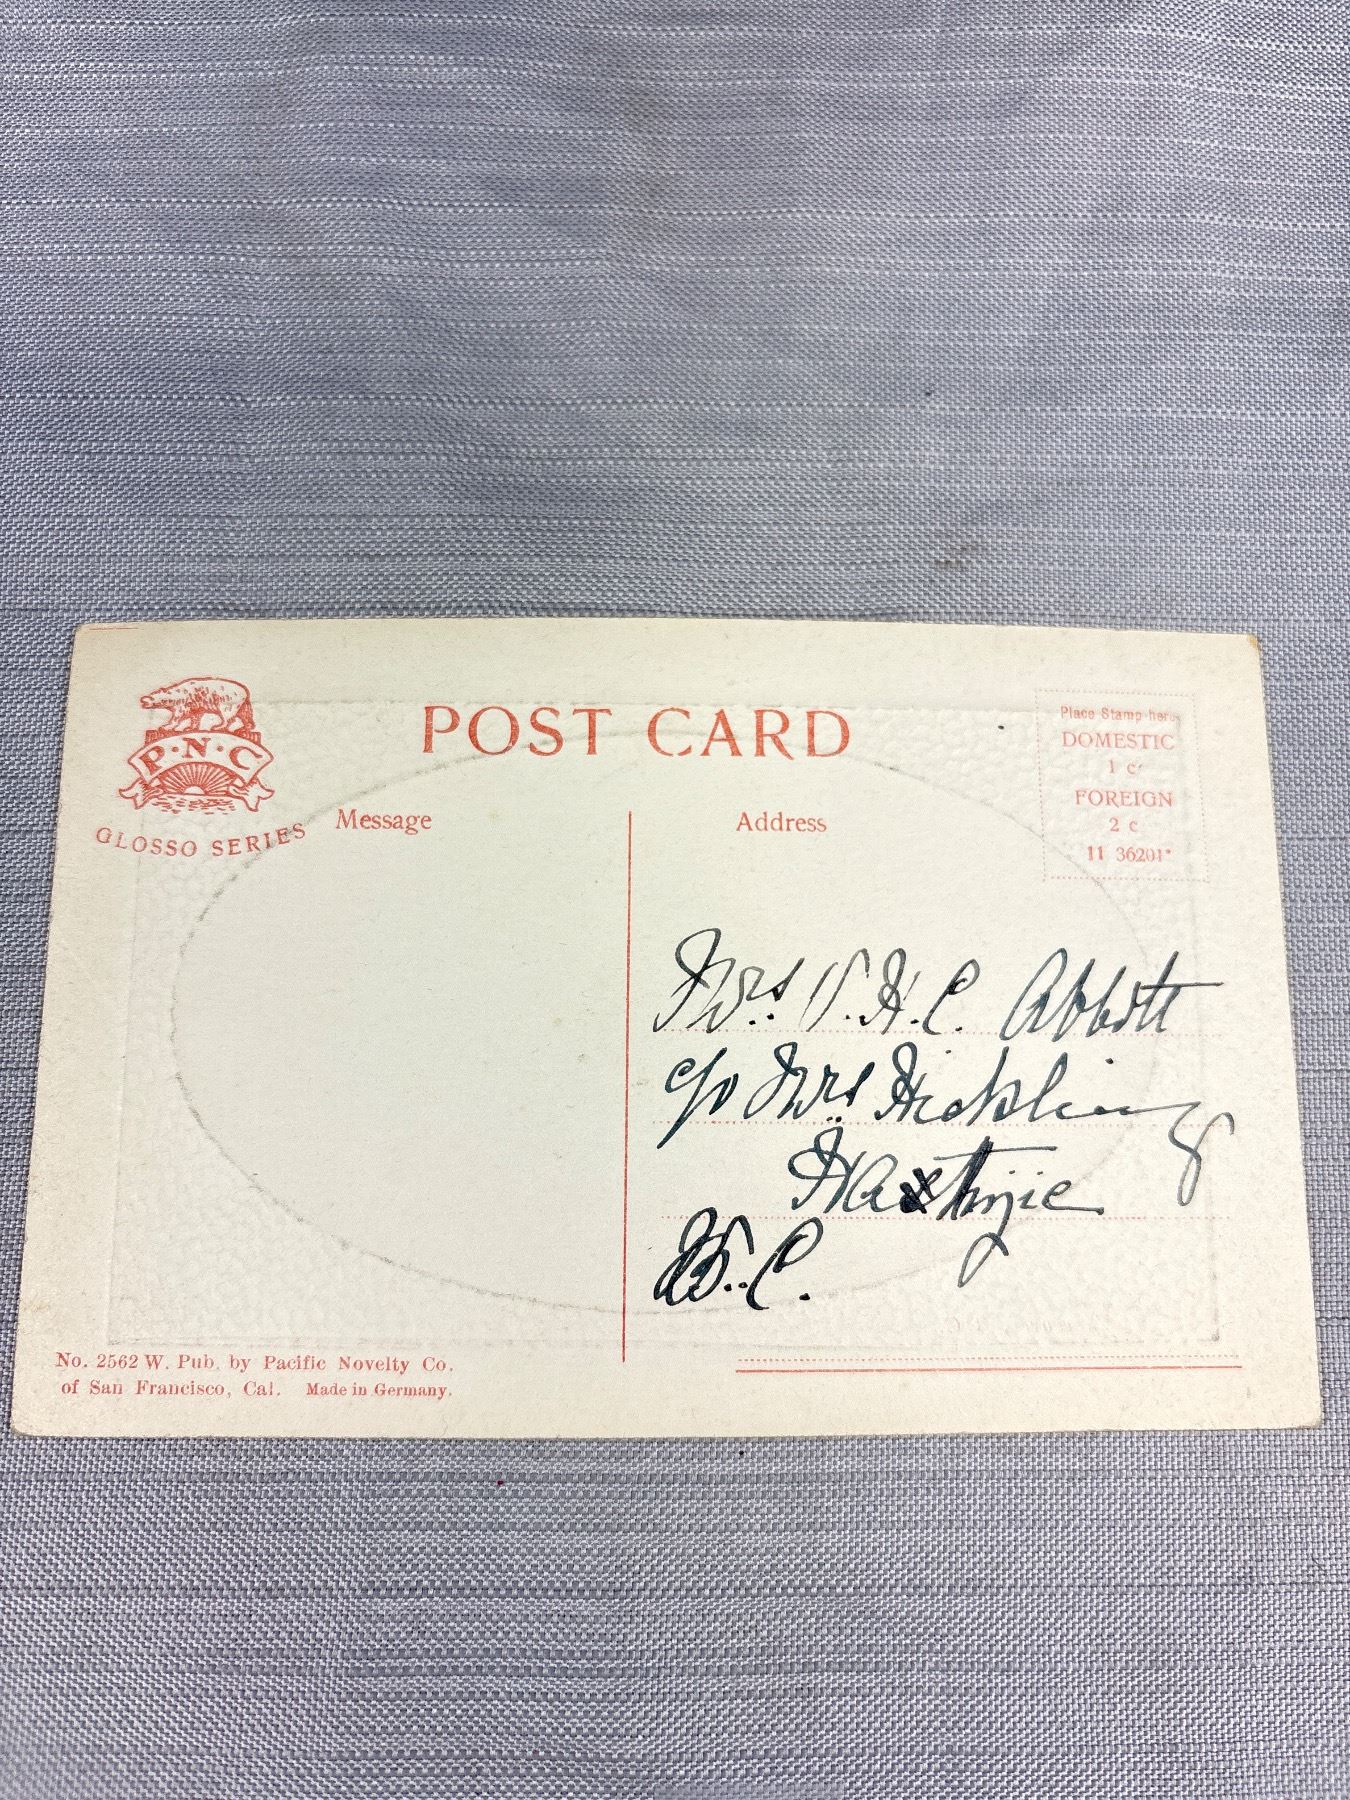 P·N·C
GLOSSO SERIES
POST CARD
Message
Address
Place Stamp here
DOMESTIC
1 c
FOREIGN
2 c
11 36201*
Mrs. V. H. C. Abbott
c/o Mrs Hickling
B. C.
No. 2562 W. Pub. by Pacific Novelty Co.
of San Francisco, Cal. Made in Germany.